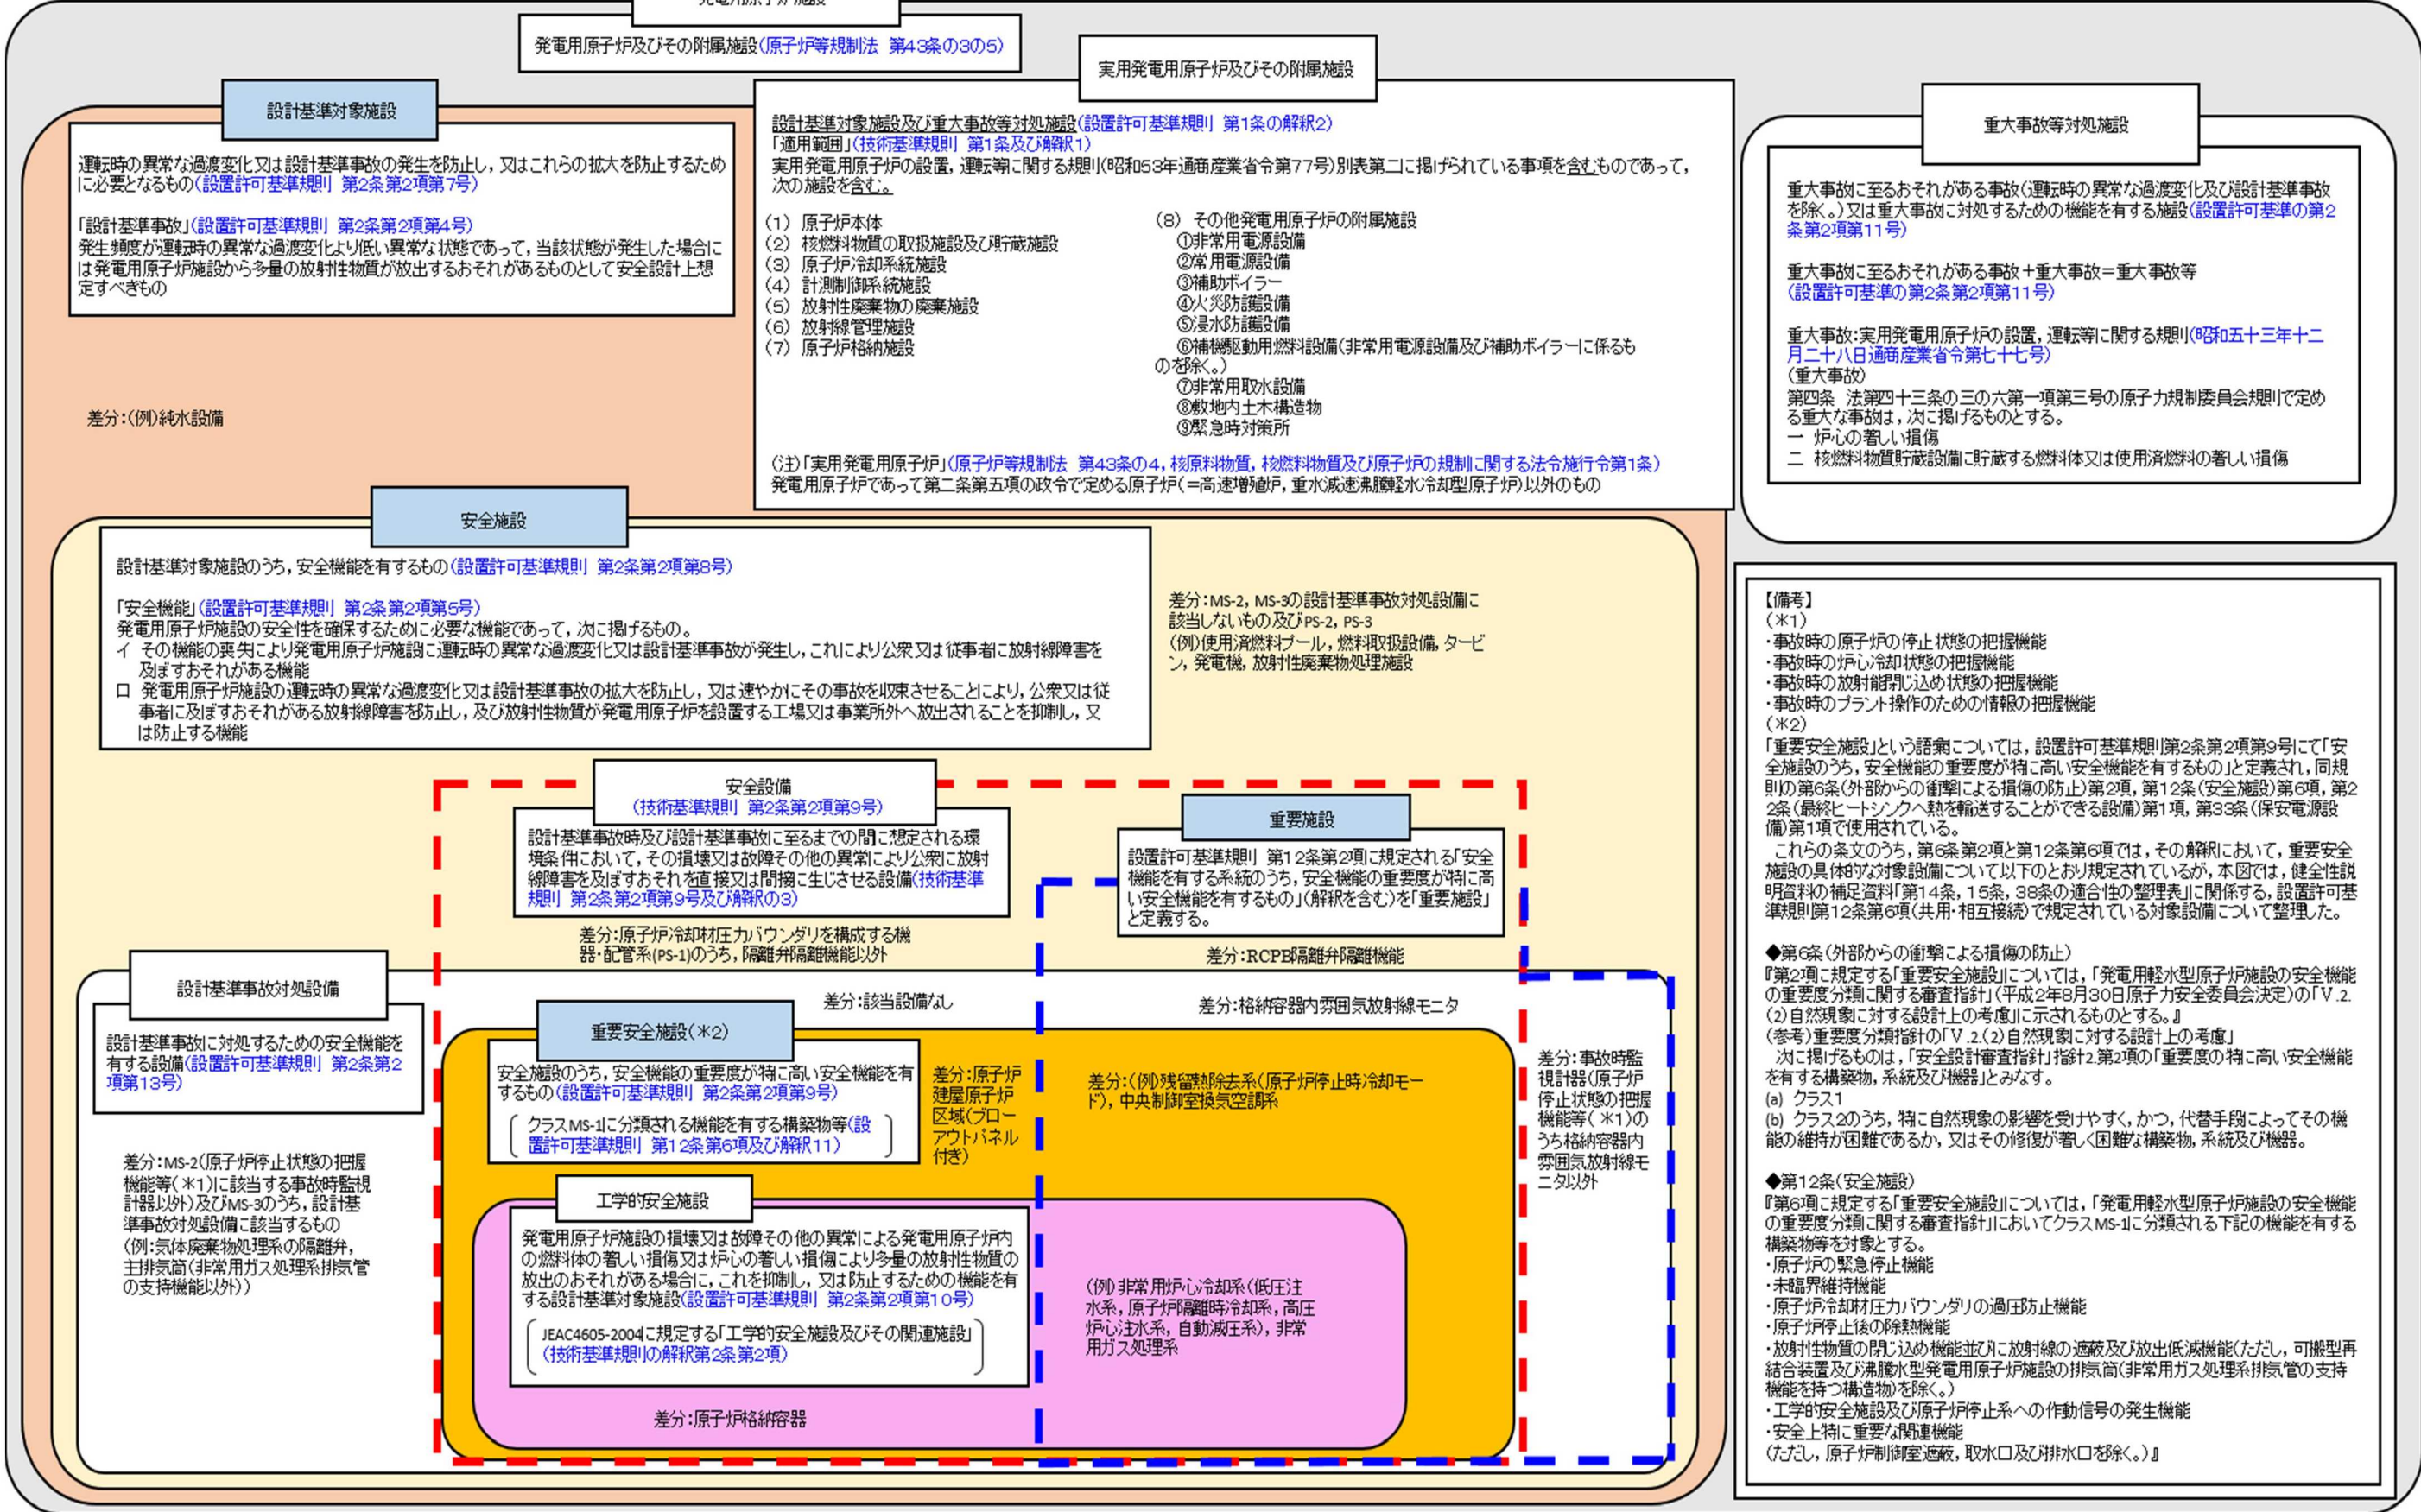 発電用原子炉施設
発電用原子炉及びその附属施設(原子炉等規制法 第43条の3の5)
設計基準対象施設
運転時の異常な過渡変化又は設計基準事故の発生を防止し，又はこれらの拡大を防止するため
に必要となるもの(設置許可基準規則 第2条第2項第7号)
「設計基準事故」(設置許可基準規則 第2条第2項第4号)
発生頻度が運転時の異常な過渡変化より低い異常な状態であって，当該状態が発生した場合に
は発電用原子炉施設から多量の放射性物質が放出するおそれがあるものとして安全設計上想
定すべきもの
差分：(例)純水設備
実用発電用原子炉及びその附属施設
設計基準対象施設及び重大事故等対処施設(設置許可基準規則 第1条の解釈2)
「適用範囲」(技術基準規則 第1条及び解釈1)
実用発電用原子炉の設置，運転等に関する規則(昭和53年通商産業省令第77号)別表第二に掲げられている事項を含むものであって，
次の施設を含む。
(1) 原子炉本体
(2) 核燃料物質の取扱施設及び貯蔵施設
(3) 原子炉冷却系統施設
(4) 計測制御系統施設
(5) 放射性廃棄物の廃棄施設
(6) 放射線管理施設
(7) 原子炉格納施設
(8) その他発電用原子炉の附属施設
①非常用電源設備
②常用電源設備
③補助ボイラー
④火災防護設備
⑤浸水防護設備
⑥補機駆動用燃料設備(非常用電源設備及び補助ボイラーに係るも
のを除く。)
⑦非常用取水設備
⑧敷地内土木構造物
⑨緊急時対策所
(注)「実用発電用原子炉」(原子炉等規制法 第43条の4，核原料物質，核燃料物質及び原子炉の規制に関する法令施行令第1条)
発電用原子炉であって第二条第五項の政令で定める原子炉(＝高速増殖炉，重水減速沸騰軽水冷却型原子炉)以外のもの
重大事故等対処施設
重大事故に至るおそれがある事故(運転時の異常な過渡変化及び設計基準事故
を除く。)又は重大事故に対処するための機能を有する施設(設置許可基準の第2
条第2項第11号)
重大事故に至るおそれがある事故＋重大事故＝重大事故等
(設置許可基準の第2条第2項第11号)
重大事故：実用発電用原子炉の設置，運転等に関する規則(昭和五十三年十二
月二十八日通商産業省令第七十七号)
(重大事故)
第四条 法第四十三条の三の六第一項第三号の原子力規制委員会規則で定め
る重大な事故は，次に掲げるものとする。
一 炉心の著しい損傷
二 核燃料物質貯蔵設備に貯蔵する燃料体又は使用済燃料の著しい損傷
安全施設
設計基準対象施設のうち，安全機能を有するもの(設置許可基準規則 第2条第2項第8号)
「安全機能」(設置許可基準規則 第2条第2項第5号)
発電用原子炉施設の安全性を確保するために必要な機能であって，次に掲げるもの。
イ その機能の喪失により発電用原子炉施設に運転時の異常な過渡変化又は設計基準事故が発生し，これにより公衆又は従事者に放射線障害を
及ぼすおそれがある機能
ロ 発電用原子炉施設の運転時の異常な過渡変化又は設計基準事故の拡大を防止し，又は速やかにその事故を収束させることにより，公衆又は従
事者に及ぼすおそれがある放射線障害を防止し，及び放射性物質が発電用原子炉を設置する工場又は事業所外へ放出されることを抑制し，又
は防止する機能
差分：MS-2，MS-3の設計基準事故対処設備に
該当しないもの及びPS-2，PS-3
(例)使用済燃料プール，燃料取扱設備，タービ
ン，発電機，放射性廃棄物処理施設
安全設備
(技術基準規則 第2条第2項第9号)
設計基準事故時及び設計基準事故に至るまでの間に想定される環
境条件において，その損壊又は故障その他の異常により公衆に放射
線障害を及ぼすおそれを直接又は間接に生じさせる設備(技術基準
規則 第2条第2項第9号及び解釈の3)
差分：原子炉冷却材圧力バウンダリを構成する機
器・配管系(PS-1)のうち，隔離弁隔離機能以外
重要施設
設置許可基準規則 第12条第2項に規定される「安全
機能を有する系統のうち，安全機能の重要度が特に高
い安全機能を有するもの」(解釈を含む)を「重要施設」
と定義する。
差分：RCPB隔離弁隔離機能
設計基準事故対処設備
設計基準事故に対処するための安全機能を
有する設備(設置許可基準規則 第2条第2
項第13号)
差分：MS-2(原子炉停止状態の把握
機能等(＊1)に該当する事故時監視
計器以外)及びMS-3のうち，設計基
準事故対処設備に該当するもの
(例：気体廃棄物処理系の隔離弁，
主排気筒(非常用ガス処理系排気管
の支持機能以外))
差分：該当設備なし
差分：格納容器内雰囲気放射線モニタ
重要安全施設(＊2)
安全施設のうち，安全機能の重要度が特に高い安全機能を有
するもの(設置許可基準規則 第2条第2項第9号)
クラスMS-1に分類される機能を有する構築物等(設
置許可基準規則 第12条第6項及び解釈11)
差分：原子炉
建屋原子炉
区域(ブロー
アウトパネル
付き)
差分：(例)残留熱除去系(原子炉停止時冷却モー
ド)，中央制御室換気空調系
差分：事故時監
視計器(原子炉
停止状態の把握
機能等(＊1)の
うち格納容器内
雰囲気放射線モ
ニタ以外
工学的安全施設
発電用原子炉施設の損壊又は故障その他の異常による発電用原子炉内
の燃料体の著しい損傷又は炉心の著しい損傷により多量の放射性物質の
放出のおそれがある場合に，これを抑制し，又は防止するための機能を有
する設計基準対象施設(設置許可基準規則 第2条第2項第10号)
JEAC4605-2004に規定する「工学的安全施設及びその関連施設」
(技術基準規則の解釈第2条第2項)
差分：原子炉格納容器
(例)非常用炉心冷却系(低圧注
水系，原子炉隔離時冷却系，高圧
炉心注水系，自動減圧系)，非常
用ガス処理系
【備考】
(＊1)
・事故時の原子炉の停止状態の把握機能
・事故時の炉心冷却状態の把握機能
・事故時の放射能閉じ込め状態の把握機能
・事故時のプラント操作のための情報の把握機能
(＊2)
「重要安全施設」という語彙については，設置許可基準規則第2条第2項第9号にて「安
全施設のうち，安全機能の重要度が特に高い安全機能を有するもの」と定義され，同規
則の第6条(外部からの衝撃による損傷の防止)第2項，第12条(安全施設)第6項，第2
2条(最終ヒートシンクへ熱を輸送することができる設備)第1項，第33条(保安電源設
備)第1項で使用されている。
これらの条文のうち，第6条第2項と第12条第6項では，その解釈において，重要安全
施設の具体的な対象設備について以下のとおり規定されているが，本図では，健全性説
明資料の補足資料「第14条，15条，38条の適合性の整理表」に関係する，設置許可基
準規則第12条第6項(共用・相互接続)で規定されている対象設備について整理した。
◆第6条(外部からの衝撃による損傷の防止)
『第2項に規定する「重要安全施設」については，「発電用軽水型原子炉施設の安全機能
の重要度分類に関する審査指針」(平成2年8月30日原子力安全委員会決定)の「Ⅴ.2.
(2)自然現象に対する設計上の考慮」に示されるものとする。』
(参考)重要度分類指針の「Ⅴ.2.(2)自然現象に対する設計上の考慮」
次に掲げるものは，「安全設計審査指針」指針2.第2項の「重要度の特に高い安全機能
を有する構築物，系統及び機器」とみなす。
(a) クラス1
(b) クラス2のうち，特に自然現象の影響を受けやすく，かつ，代替手段によってその機
能の維持が困難であるか，又はその修復が著しく困難な構築物，系統及び機器。
◆第12条(安全施設)
『第6項に規定する「重要安全施設」については，「発電用軽水型原子炉施設の安全機能
の重要度分類に関する審査指針」においてクラスMS-1に分類される下記の機能を有する
構築物等を対象とする。
・原子炉の緊急停止機能
・未臨界維持機能
・原子炉冷却材圧力バウンダリの過圧防止機能
・原子炉停止後の除熱機能
・放射性物質の閉じ込め機能並びに放射線の遮蔽及び放出低減機能(ただし，可搬型再
結合装置及び沸騰水型発電用原子炉施設の排気筒(非常用ガス処理系排気管の支持
機能を持つ構造物)を除く。)
・工学的安全施設及び原子炉停止系への作動信号の発生機能
・安全上特に重要な関連機能
(ただし，原子炉制御室遮蔽，取水口及び排水口を除く。)』